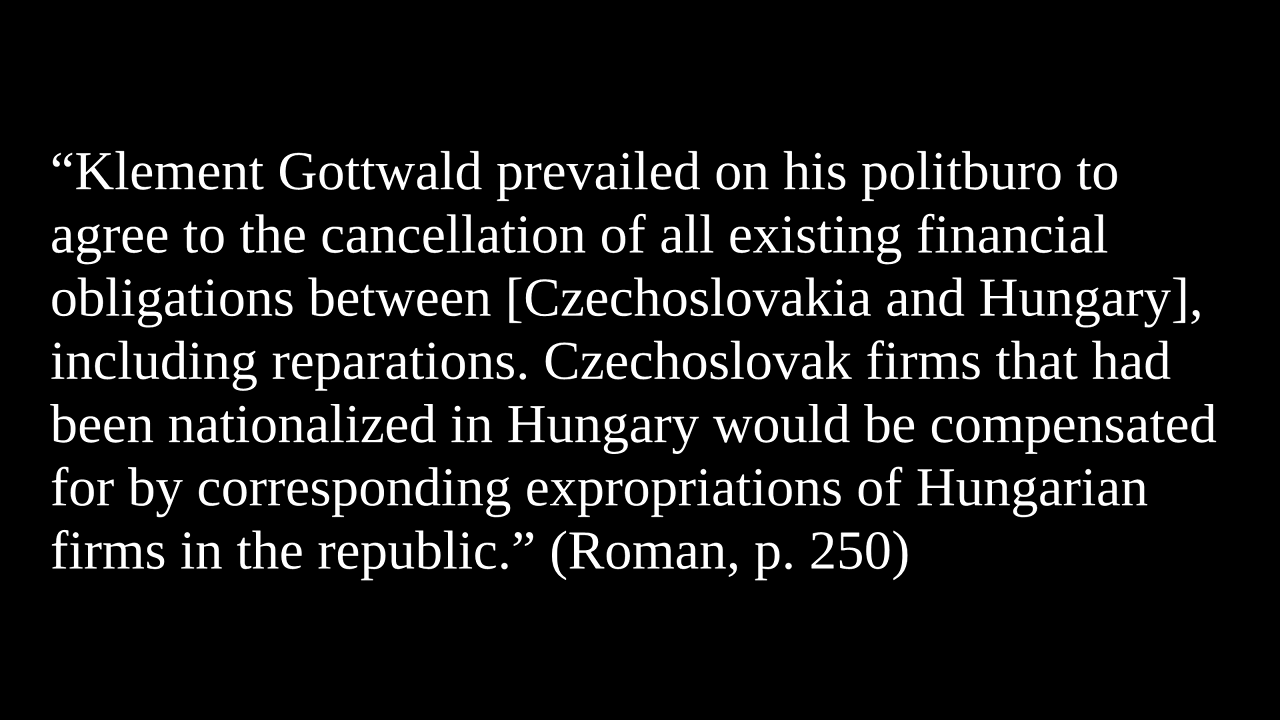 “Klement Gottwald prevailed on his politburo to
agree to the cancellation of all existing financial
obligations between [Czechoslovakia and Hungary],
including reparations. Czechoslovak firms that had
been nationalized in Hungary would be compensated
for by corresponding expropriations of Hungarian
firms in the republic.” (Roman, p. 250)